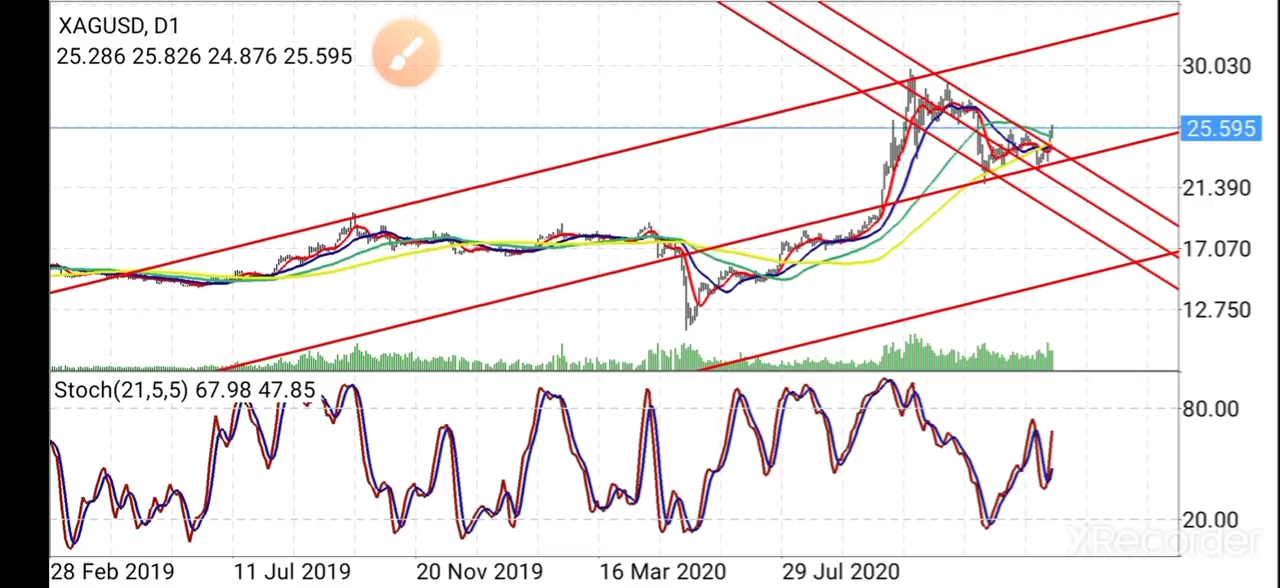 XAGUSD, D1
25.286 25.826 24.876 25.595
30.030
25.595
21.390
17.070
12.750
Stoch(21,5,5) 67.98 47.85
80.00
20.00
XRecorder
28 Feb 2019 11 Jul 2019 20 Nov 2019 16 Mar 2020 29 Jul 2020